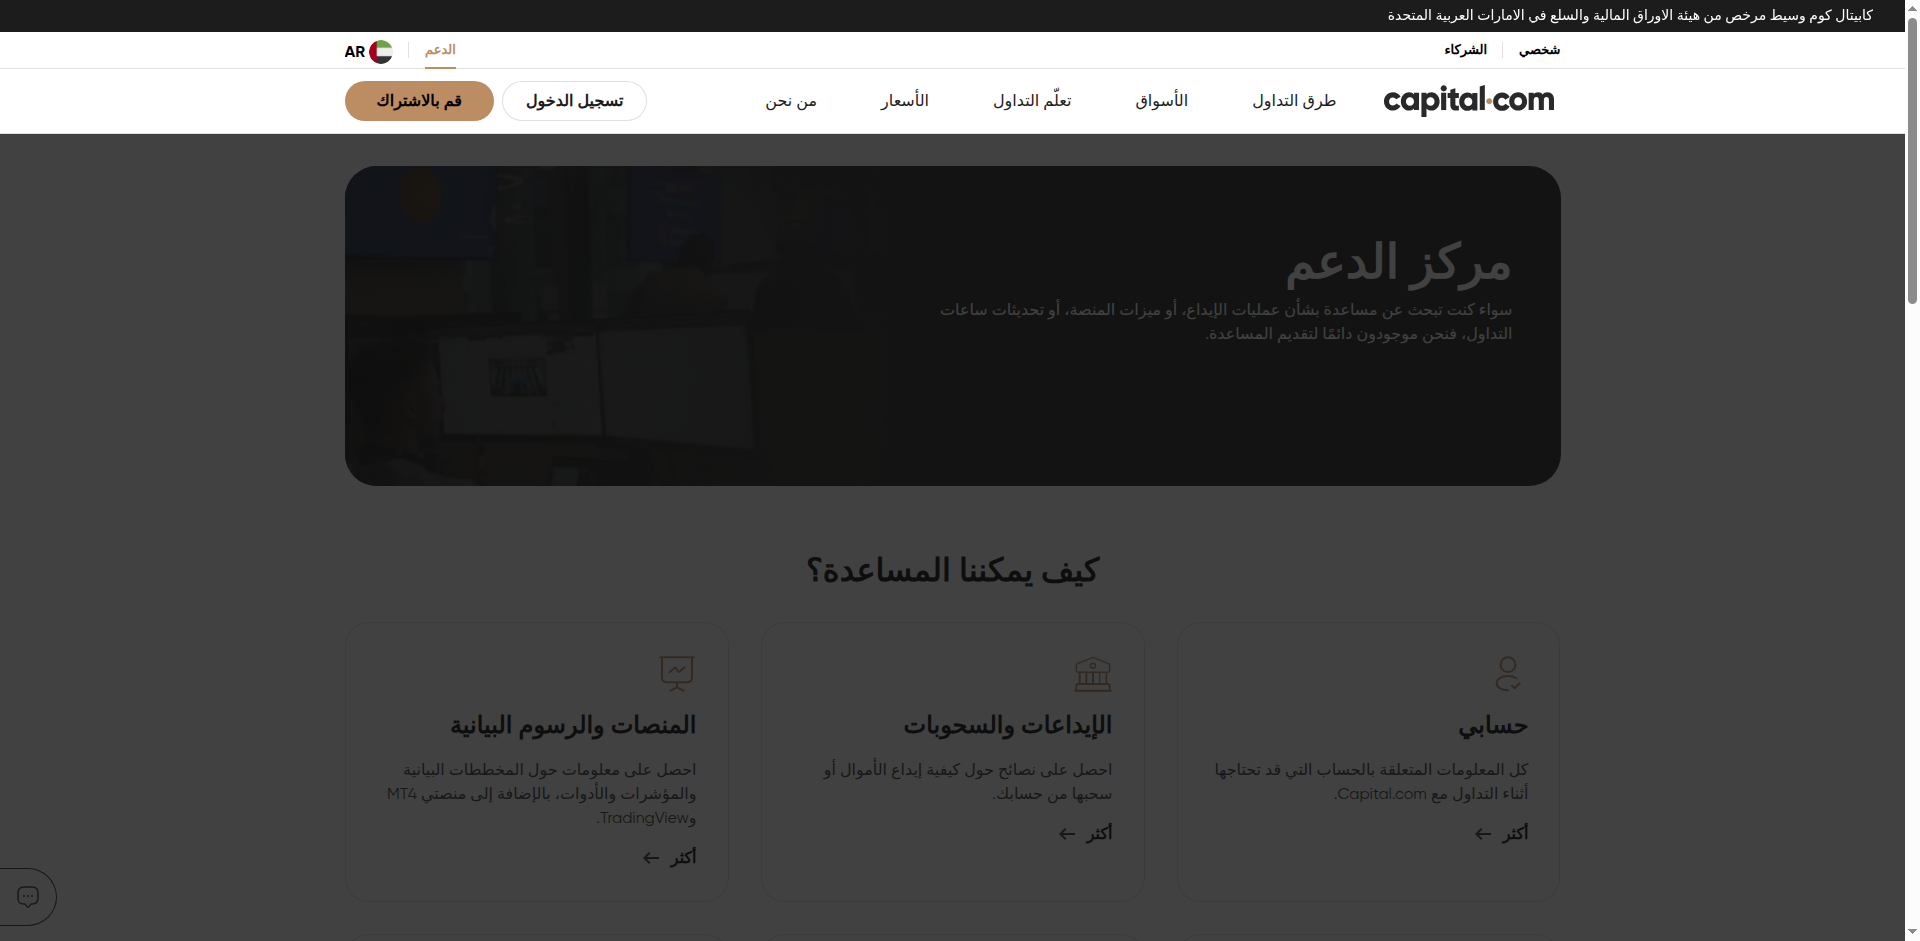 كابيتال كوم وسيط مرخص من هيئة الاوراق المالية والسلع في الامارات العربية المتحدة
شخصي
الشركاء
الدعم
AR
capital.com
طرق التداول
الأسواق
تعلّم التداول
الأسعار
من نحن
تسجيل الدخول
قم بالاشتراك
مركز الدعم
سواء كنت تبحث عن مساعدة بشأن عمليات الإيداع، أو ميزات المنصة، أو تحديثات ساعات
التداول، فنحن موجودون دائمًا لتقديم المساعدة.
كيف يمكننا المساعدة؟
حسابي
كل المعلومات المتعلقة بالحساب التي قد تحتاجها
أثناء التداول مع Capital.com.
أكثر
الإيداعات والسحوبات
احصل على نصائح حول كيفية إيداع الأموال أو
سحبها من حسابك.
أكثر
المنصات والرسوم البيانية
احصل على معلومات حول المخططات البيانية
والمؤشرات والأدوات، بالإضافة إلى منصتي MT4
وTradingView.
أكثر